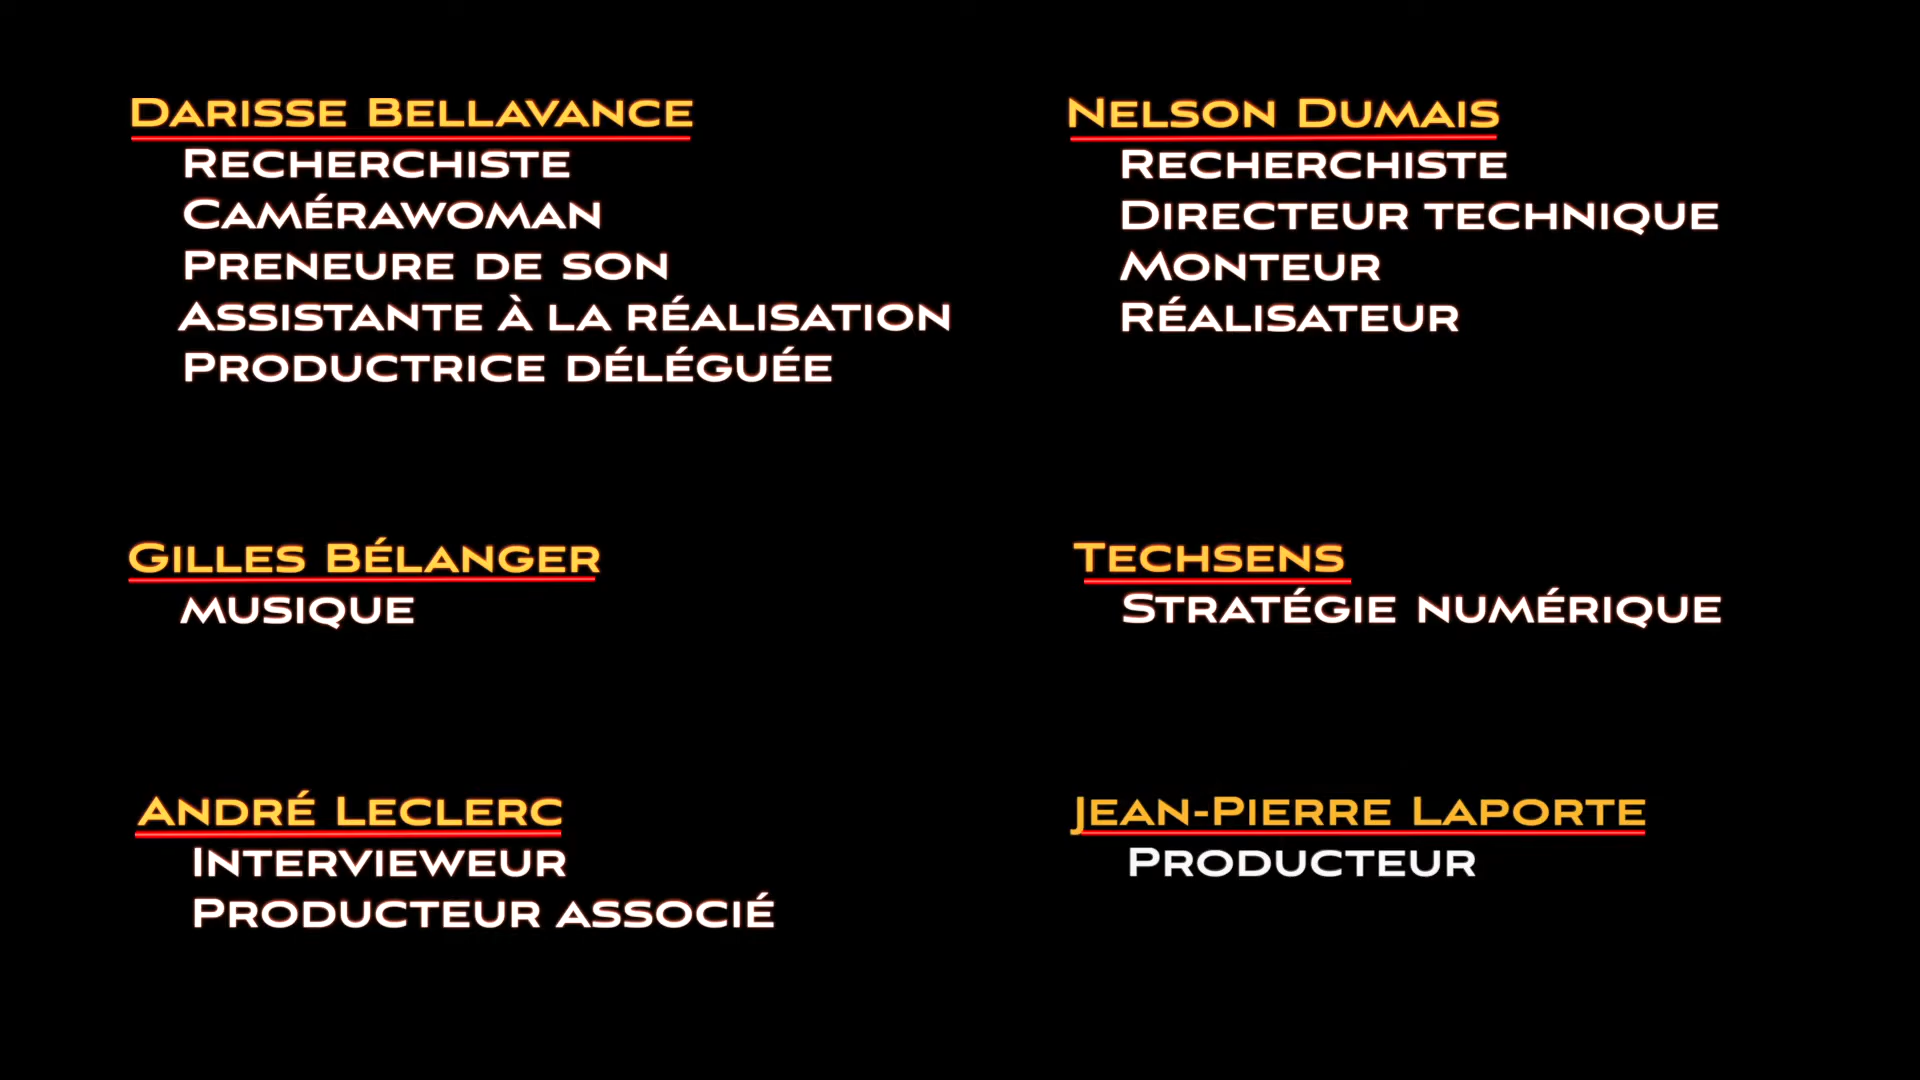 Darisse Bellavance
Recherchiste
Camérawoman
Preneure de son
Assistante à la réalisation
Productrice déléguée
Nelson Dumais
Recherchiste
Directeur technique
Monteur
Réalisateur
Gilles Bélanger
musique
Techsens
Stratégie numérique
André Leclerc
Intervieweur
Producteur associé
Jean-Pierre Laporte
Producteur